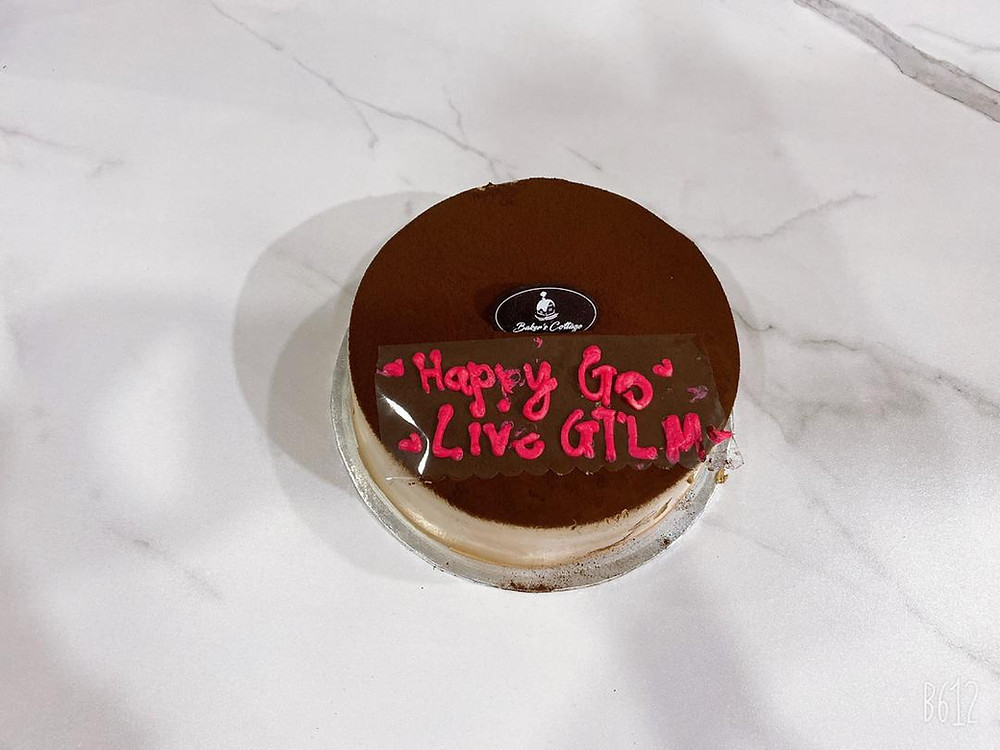 Baker's Cottage
Happy Go
Live GTLM
B612